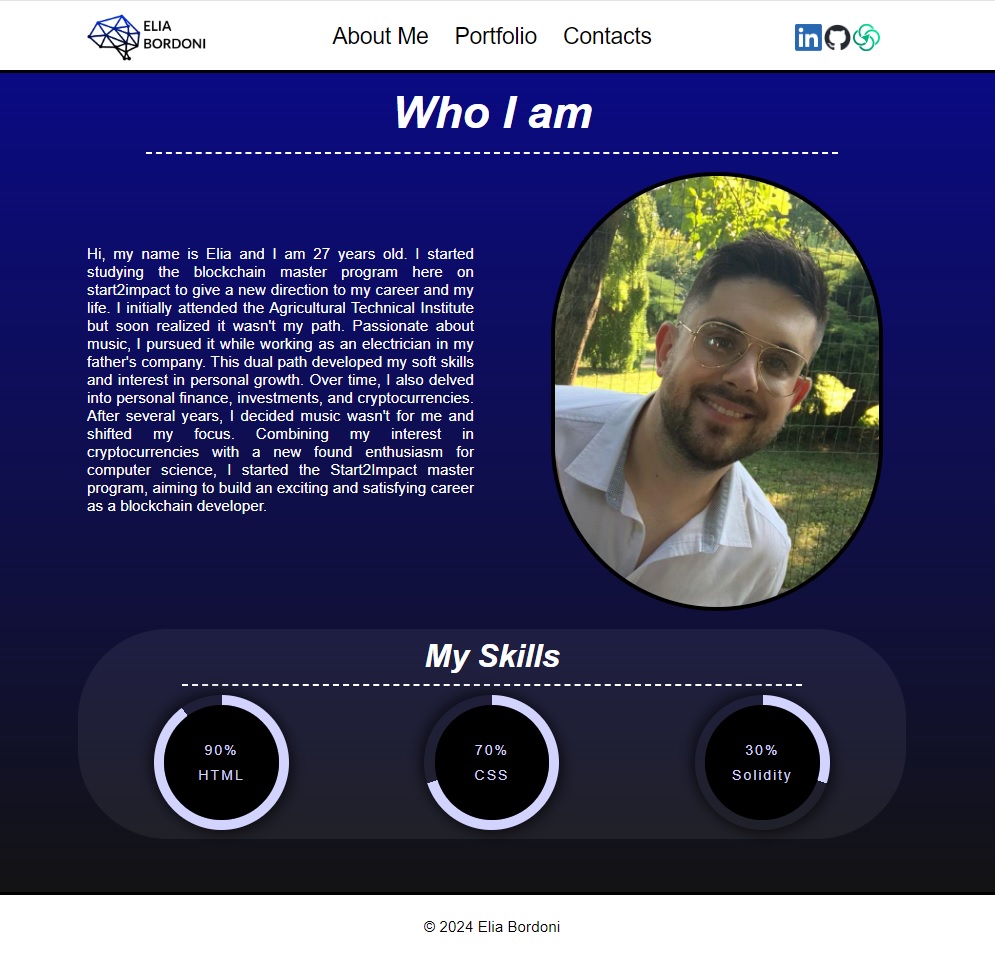 ELIA
BORDONI
About Me Portfolio Contacts
in
Who I am
Hi, my name is Elia and I am 27 years old. I started
studying the blockchain master program here on
start2impact to give a new direction to my career and my
life. I initially attended the Agricultural Technical Institute
but soon realized it wasn't my path. Passionate about
music, I pursued it while working as an electrician in my
father's company. This dual path developed my soft skills
and interest in personal growth. Over time, I also delved
into personal finance, investments, and cryptocurrencies.
After several years, I decided music wasn't for me and
shifted my focus. Combining my interest in
cryptocurrencies with a new found enthusiasm for
computer science, I started the Start2Impact master
program, aiming to build an exciting and satisfying career
as a blockchain developer.
My Skills
90% 70% 30%
HTML CSS Solidity
© 2024 Elia Bordoni